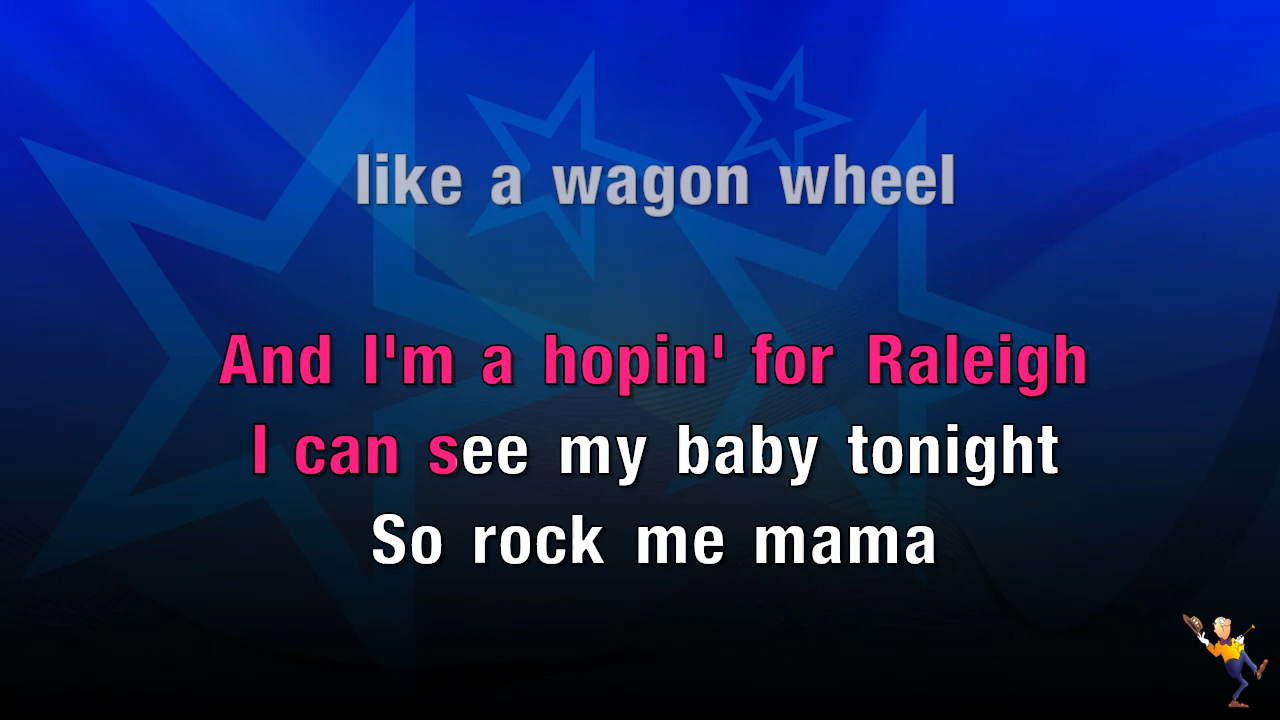 like a wagon wheel
And I'm a hopin' for Raleigh
I can see my baby tonight
So rock me mama